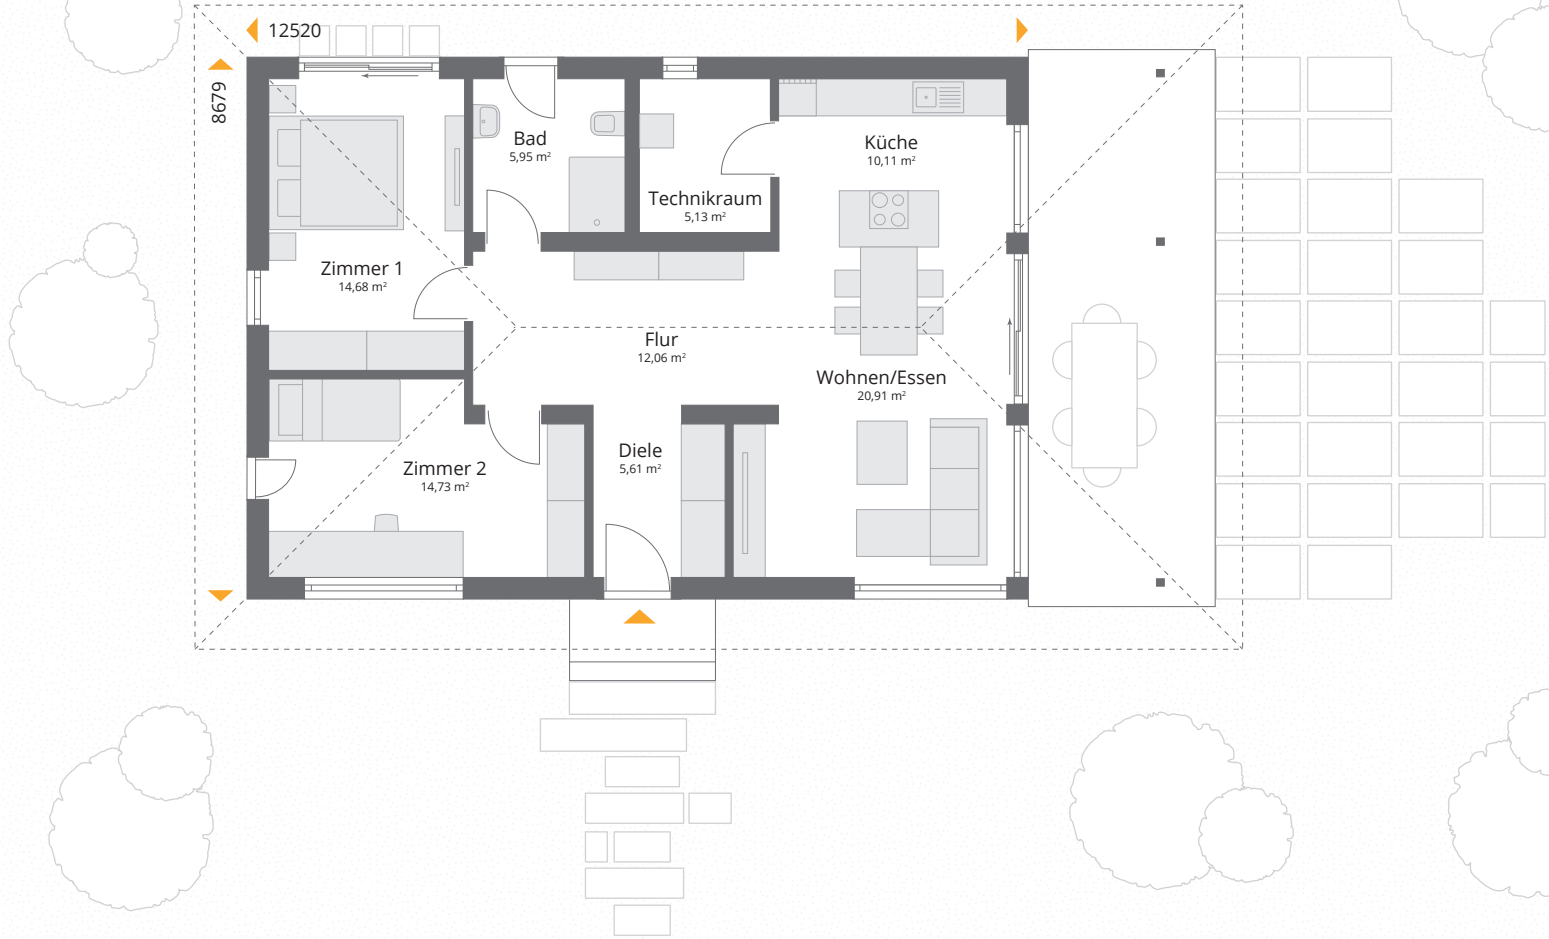 12520
8679
Bad
5,95 m²
Küche
10,11 m²
Technikraum
5,13 m²
Zimmer 1
14,68 m²
Flur
12,06 m²
Wohnen/Essen
20,91 m²
Diele
5,61 m²
Zimmer 2
14,73 m²